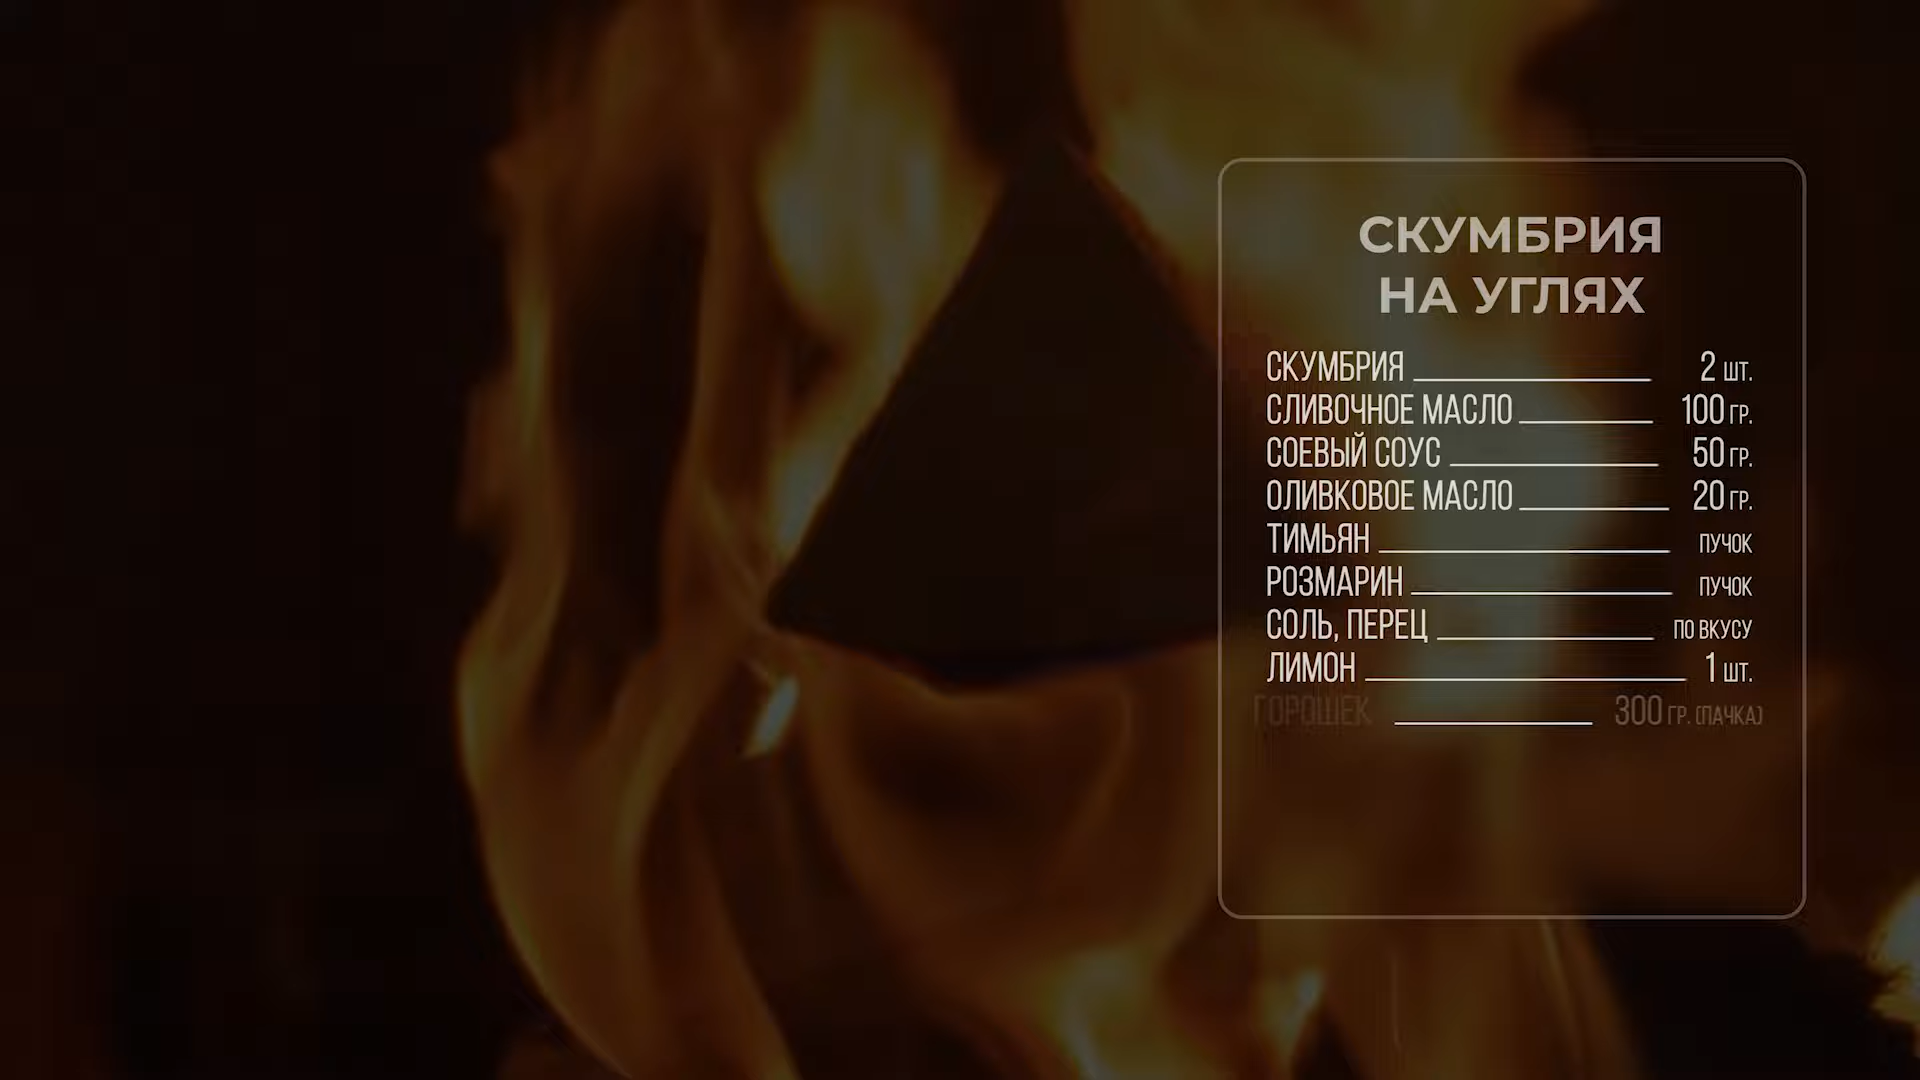 СКУМБРИЯ
НА УГЛЯХ
СКУМБРИЯ 2 ШТ.
СЛИВОЧНОЕ МАСЛО 100 ГР.
СОЕВЫЙ СОУС 50 ГР.
ОЛИВКОВОЕ МАСЛО 20 ГР.
ТИМЬЯН ПУЧОК
РОЗМАРИН ПУЧОК
СОЛЬ, ПЕРЕЦ ПО ВКУСУ
ЛИМОН 1 ШТ.
ГОРОШЕК 300 ГР. (ПАЧКА)